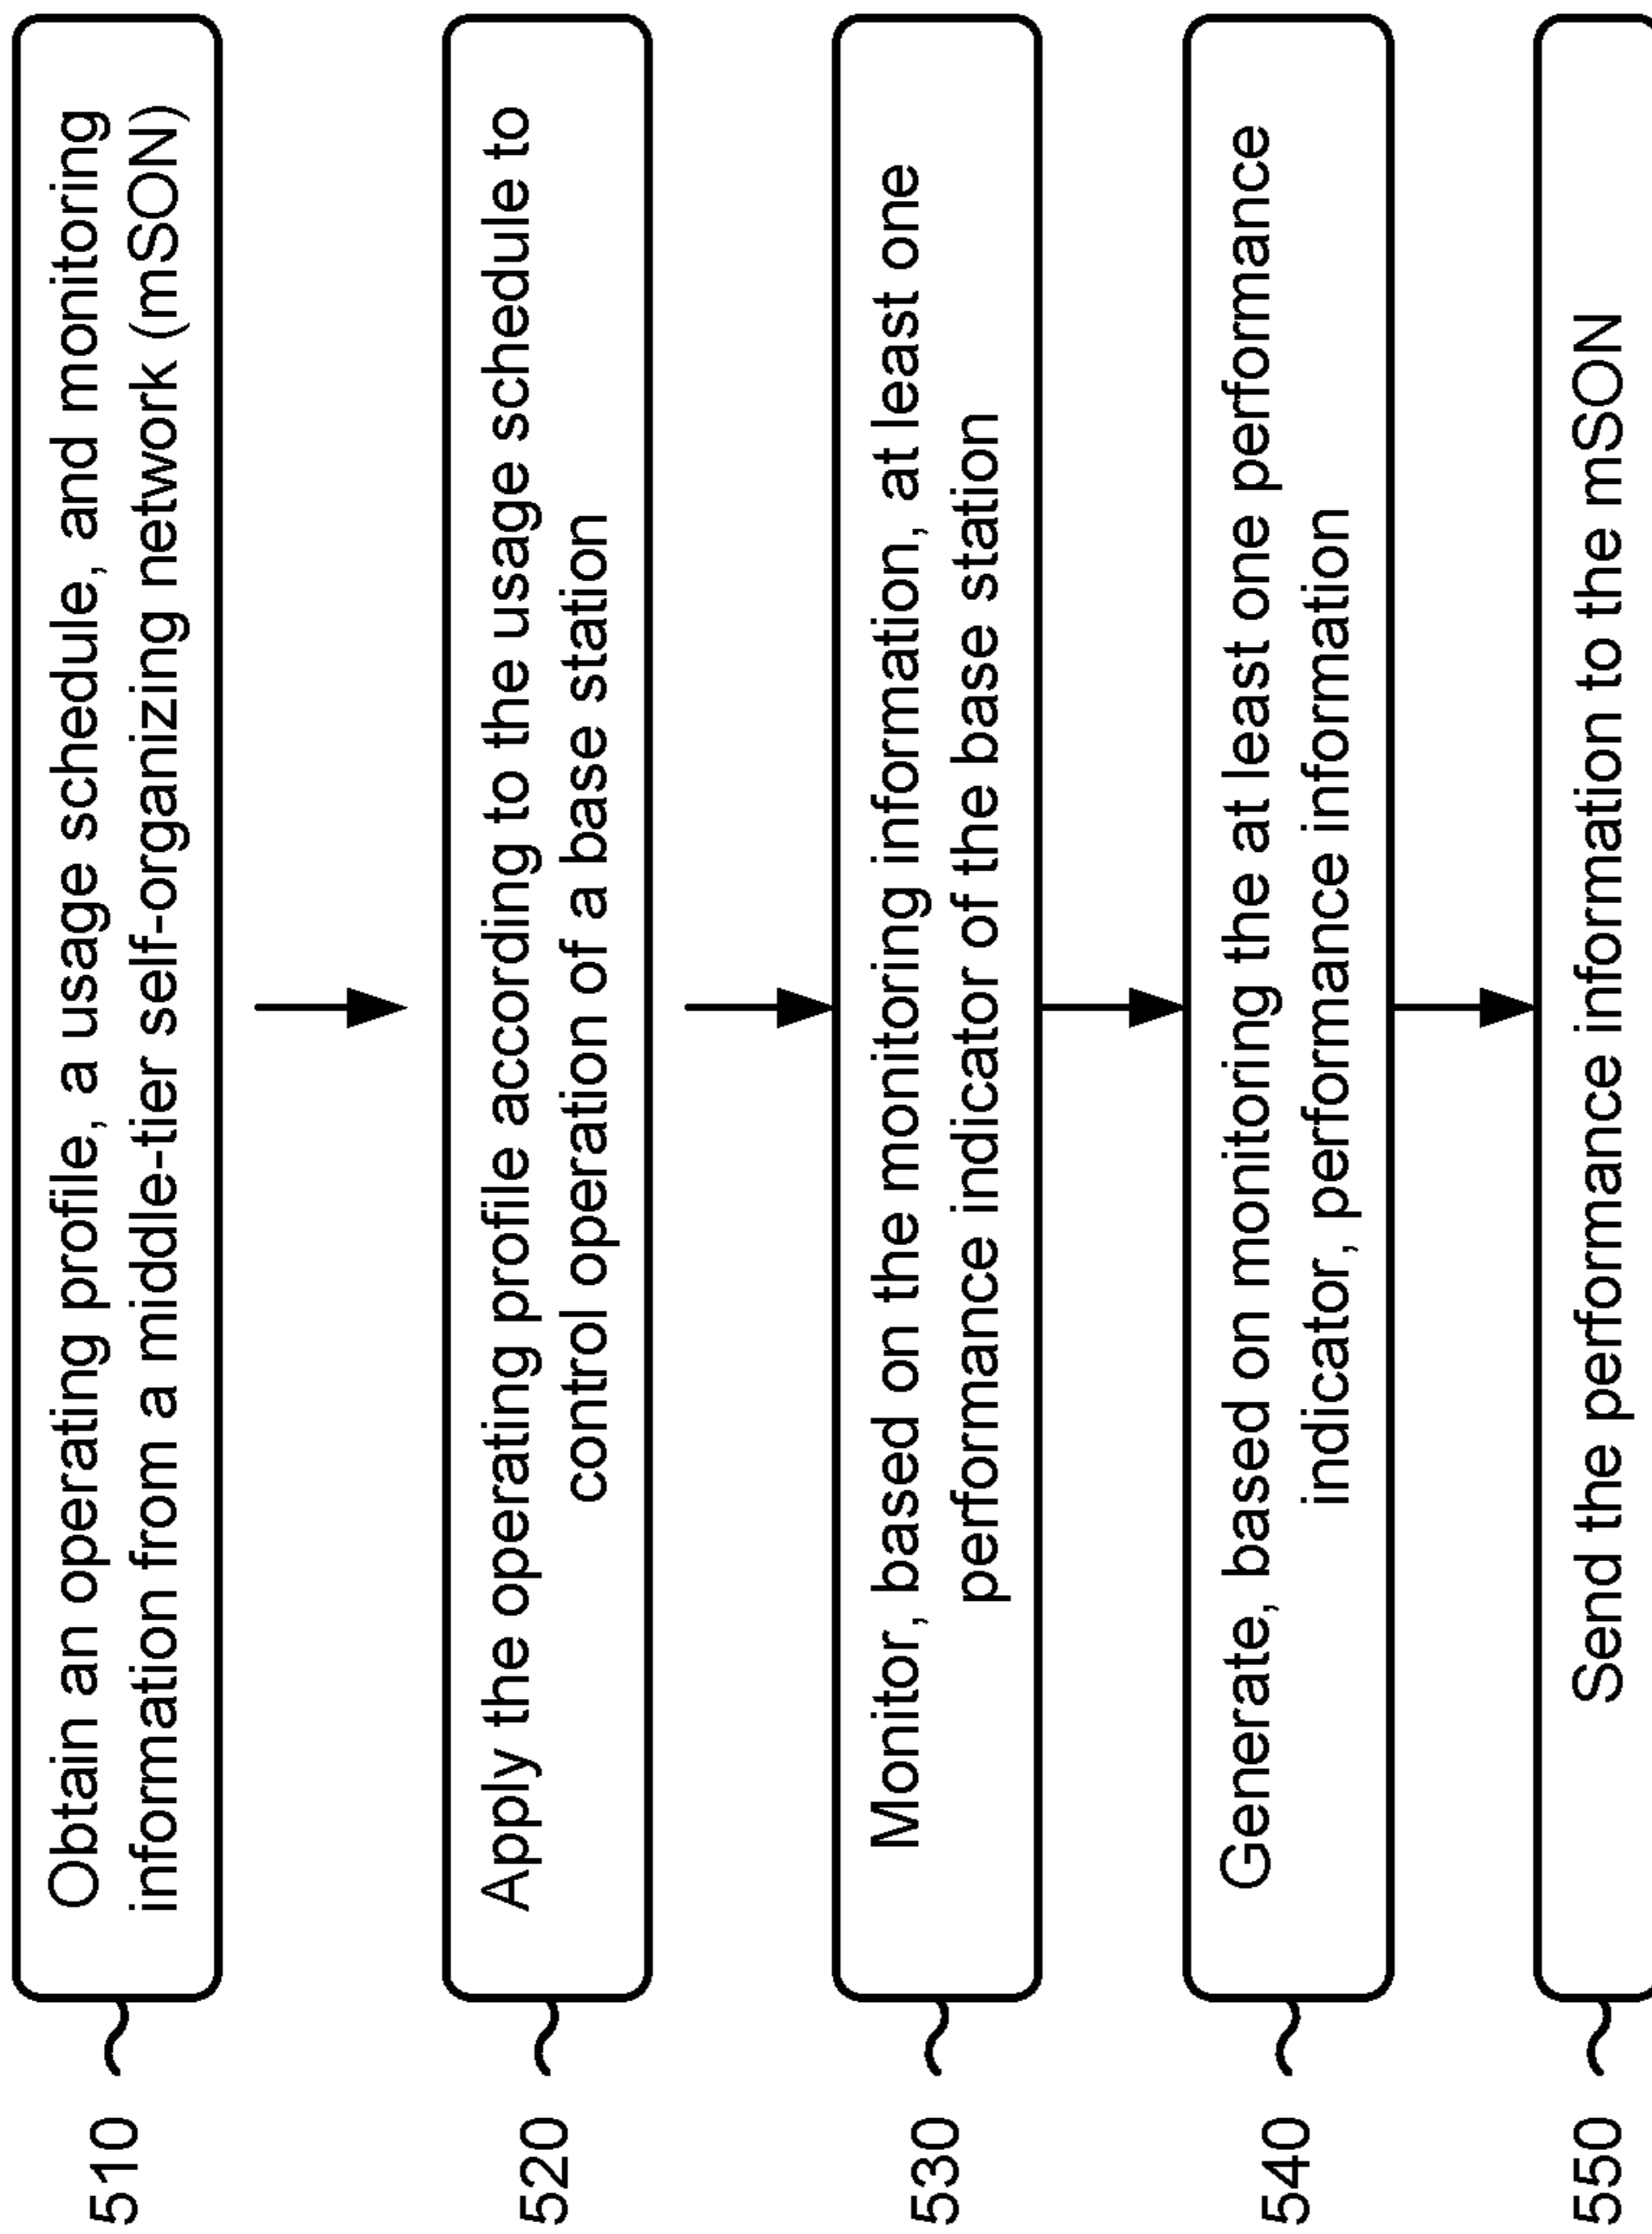 510
Obtain an operating profile, a usage schedule, and monitoring
information from a middle-tier self-organizing network (mSON)
520
Apply the operating profile according to the usage schedule to
control operation of a base station
530
Monitor, based on the monitoring information, at least one
performance indicator of the base station
540
Generate, based on monitoring the at least one performance
indicator, performance information
550
Send the performance information to the mSON